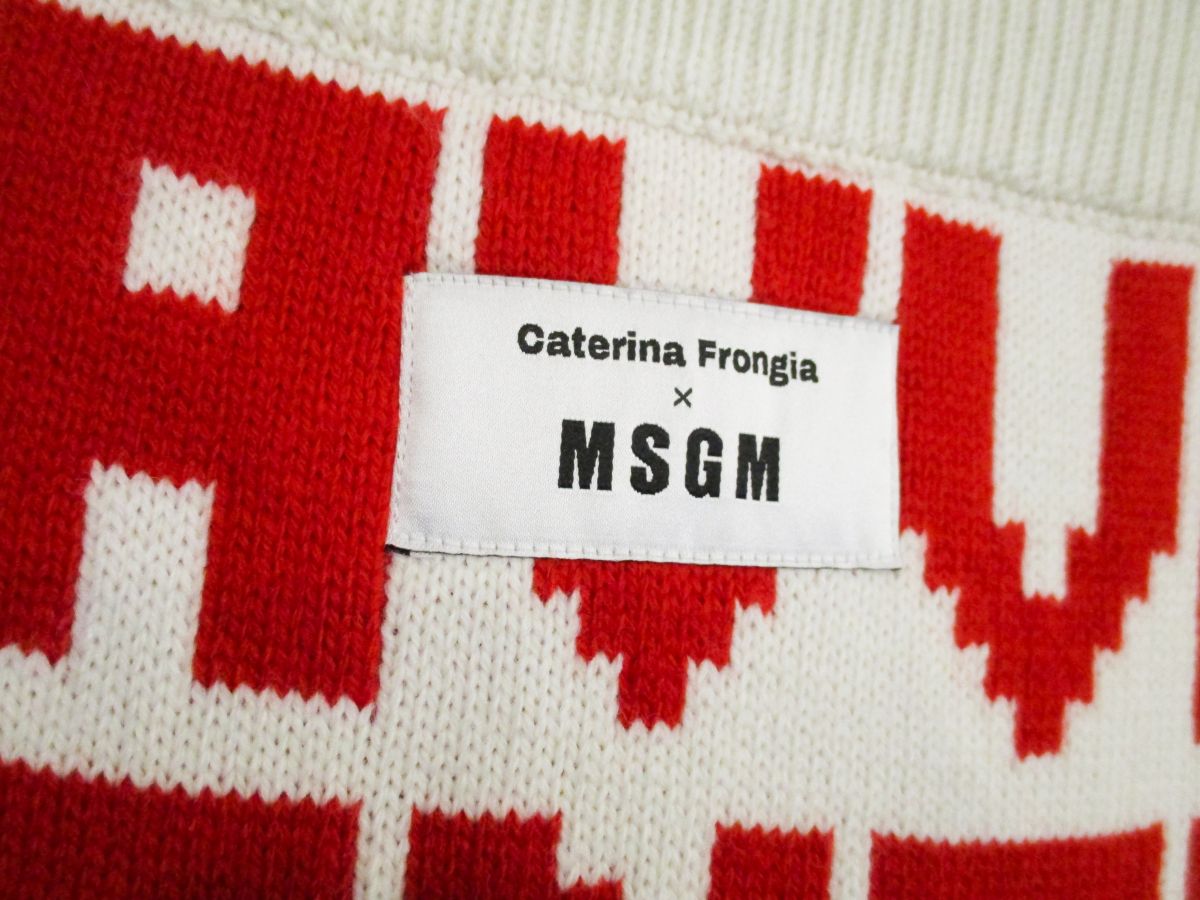 Caterina Frongia
×
MSGM